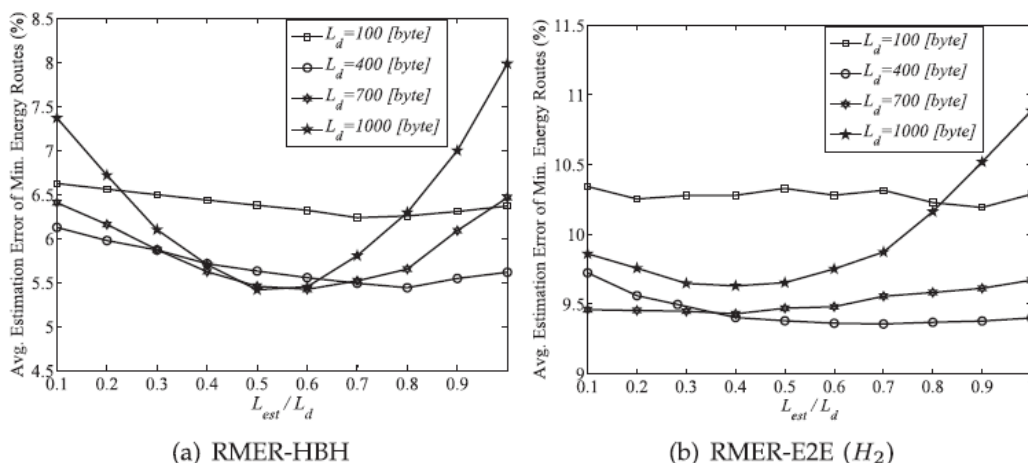 Avg. Estimation Error of Min. Energy Routes (%)
8.5
8
7.5
7
6.5
6
5.5
5
4.5
0.1 0.2 0.3 0.4 0.5 0.6 0.7 0.8 0.9
L_est / L_d
L_d=100 [byte]
L_d=400 [byte]
L_d=700 [byte]
L_d=1000 [byte]
(a) RMER-HBH
Avg. Estimation Error of Min. Energy Routes (%)
11.5
11
10.5
10
9.5
9
0.1 0.2 0.3 0.4 0.5 0.6 0.7 0.8 0.9
L_est / L_d
L_d=100 [byte]
L_d=400 [byte]
L_d=700 [byte]
L_d=1000 [byte]
(b) RMER-E2E (H_2)